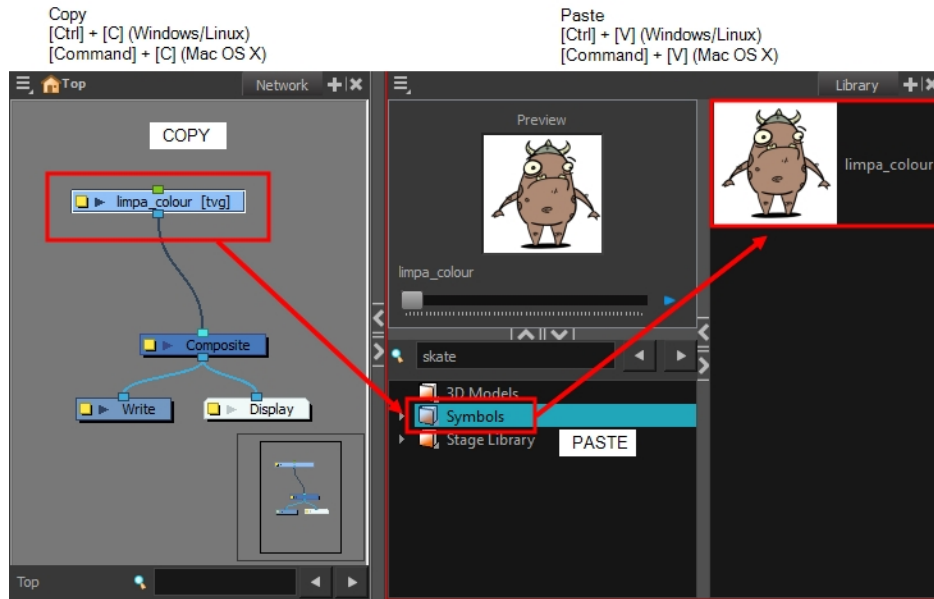 Copy
[Ctrl] + [C] (Windows/Linux)
[Command] + [C] (Mac OS X)
Paste
[Ctrl] + [V] (Windows/Linux)
[Command] + [V] (Mac OS X)
Top
Network
COPY
limpa_colour [tvg]
Composite
Write
Display
Top
Library
Preview
limpa_colour
limpa_colour
skate
3D Models
Symbols
Stage Library
PASTE